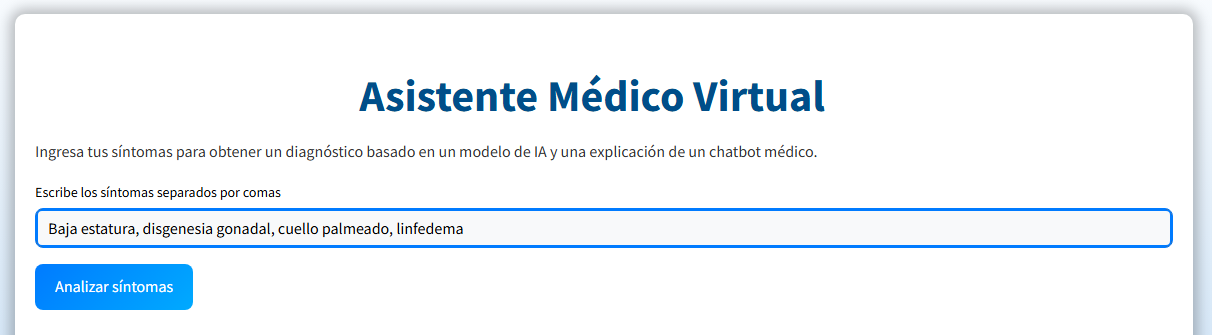 Asistente Médico Virtual
Ingresa tus síntomas para obtener un diagnóstico basado en un modelo de IA y una explicación de un chatbot médico.
Escribe los síntomas separados por comas
Baja estatura, disgenesia gonadal, cuello palmeado, linfedema
Analizar síntomas